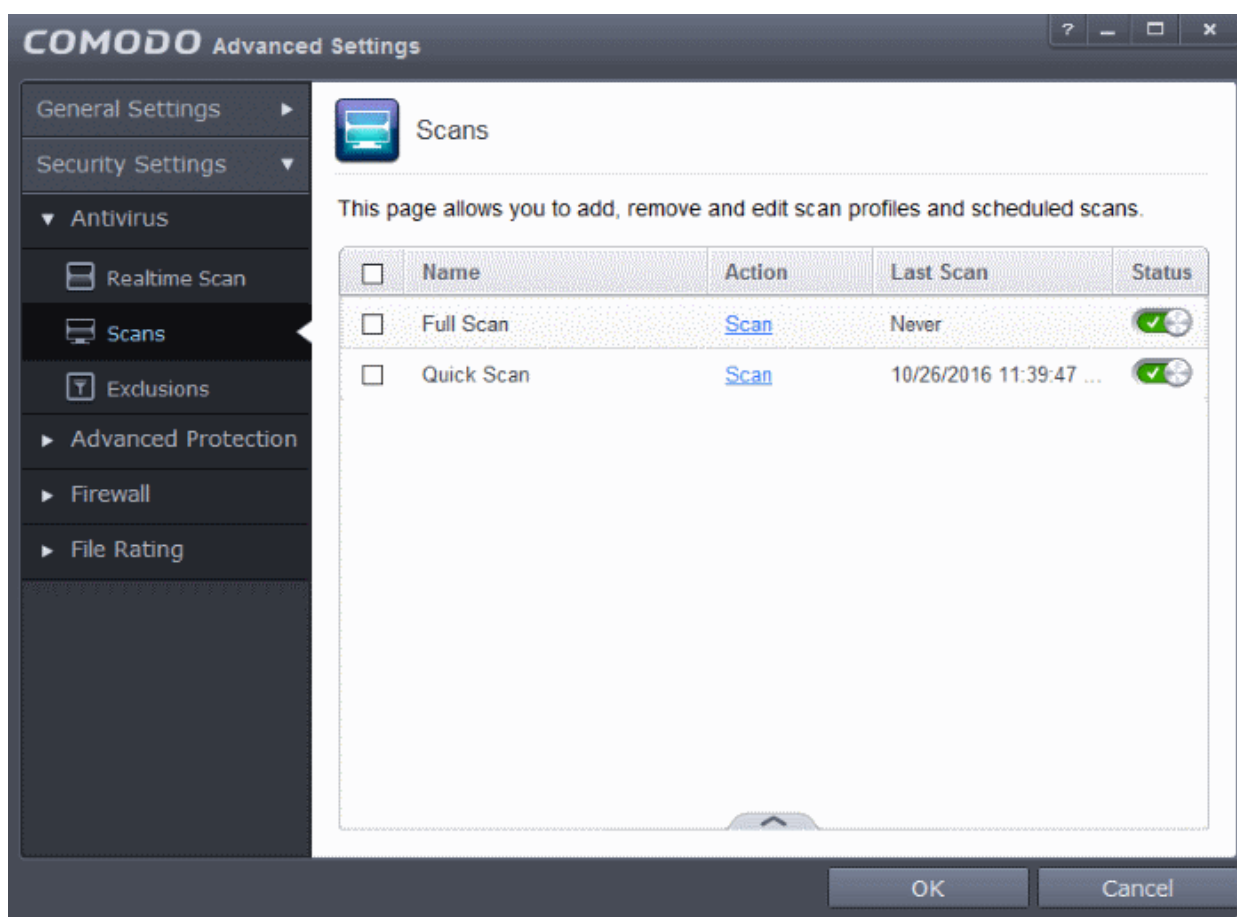 COMODO Advanced Settings
?
General Settings
Security Settings
Antivirus
Realtime Scan
Scans
Exclusions
Advanced Protection
Firewall
File Rating
Scans
This page allows you to add, remove and edit scan profiles and scheduled scans.
Name Action Last Scan Status
Full Scan Scan Never
Quick Scan Scan 10/26/2016 11:39:47 ...
OK Cancel